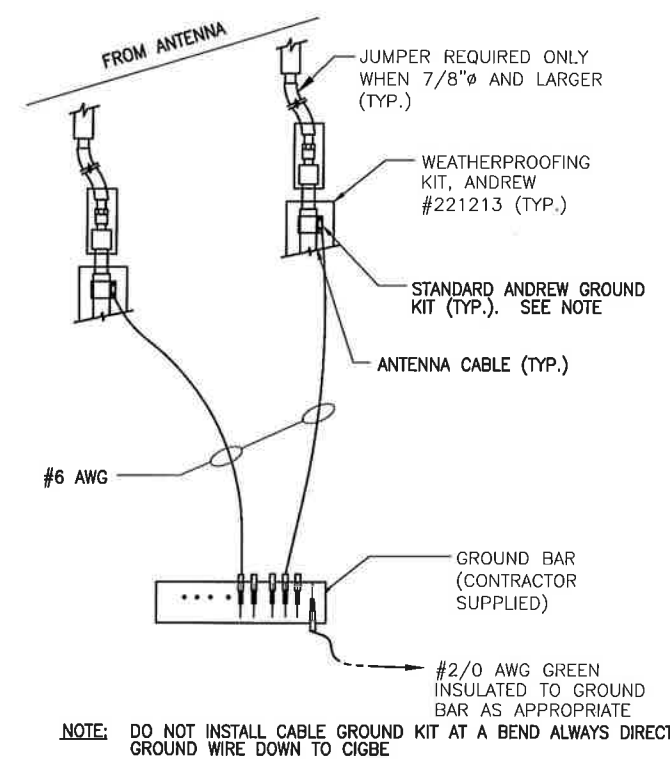 FROM ANTENNA
JUMPER REQUIRED ONLY
WHEN 7/8"ø AND LARGER
(TYP.)
WEATHERPROOFING
KIT, ANDREW
#221213 (TYP.)
STANDARD ANDREW GROUND
KIT (TYP.). SEE NOTE
ANTENNA CABLE (TYP.)
#6 AWG
GROUND BAR
(CONTRACTOR
SUPPLIED)
#2/0 AWG GREEN
INSULATED TO GROUND
BAR AS APPROPRIATE
NOTE: DO NOT INSTALL CABLE GROUND KIT AT A BEND ALWAYS DIRECT
GROUND WIRE DOWN TO CIGBE